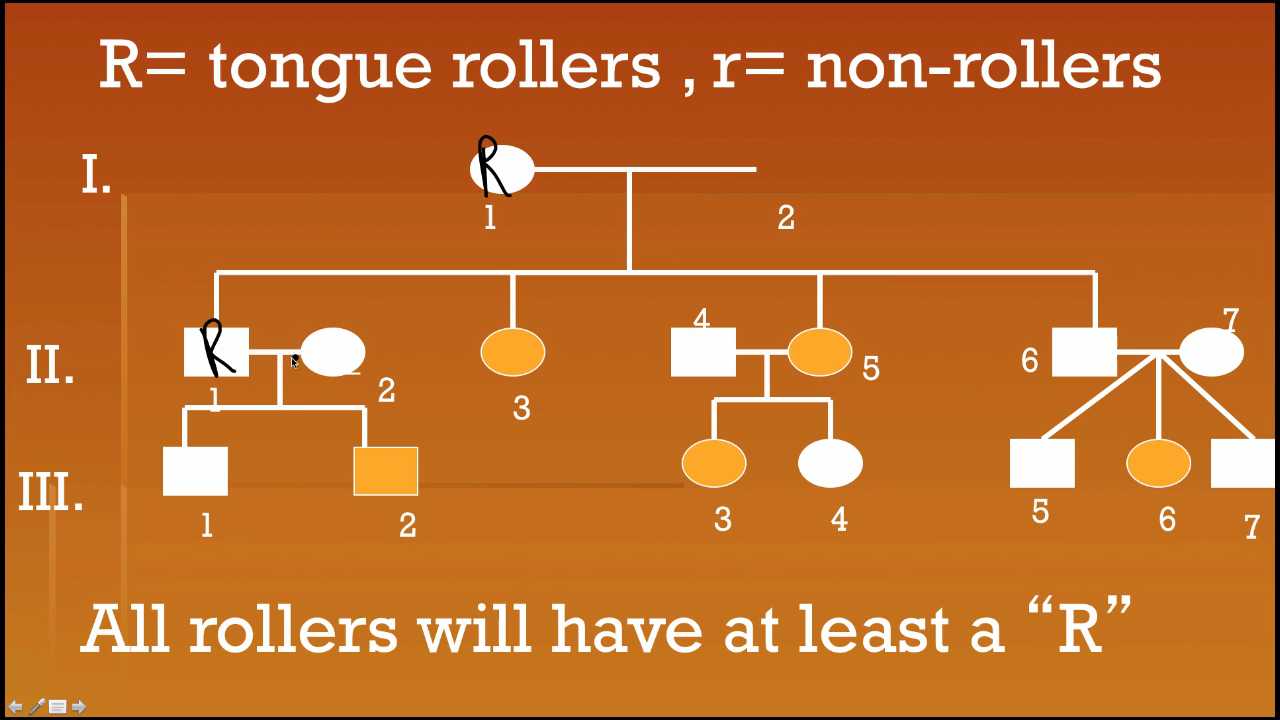 R= tongue rollers , r= non-rollers
I.
R
1
2
4
7
II.
R
6
5
1
2
3
III.
1
2
3
4
5
6
7
All rollers will have at least a “R”